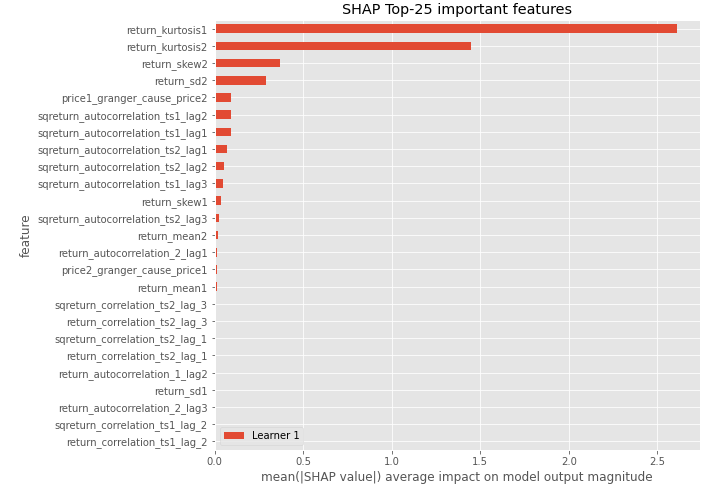 SHAP Top-25 important features
return_kurtosis1
return_kurtosis2
return_skew2
return_sd2
price1_granger_cause_price2
sqreturn_autocorrelation_ts1_lag2
sqreturn_autocorrelation_ts1_lag1
sqreturn_autocorrelation_ts2_lag1
sqreturn_autocorrelation_ts2_lag2
sqreturn_autocorrelation_ts1_lag3
return_skew1
sqreturn_autocorrelation_ts2_lag3
return_mean2
return_autocorrelation_2_lag1
price2_granger_cause_price1
return_mean1
sqreturn_correlation_ts2_lag_3
return_correlation_ts2_lag_3
sqreturn_correlation_ts2_lag_1
return_correlation_ts2_lag_1
return_autocorrelation_1_lag2
return_sd1
return_autocorrelation_2_lag3
sqreturn_correlation_ts1_lag_2
return_correlation_ts1_lag_2
feature
Learner 1
0.0 0.5 1.0 1.5 2.0 2.5
mean(|SHAP value|) average impact on model output magnitude